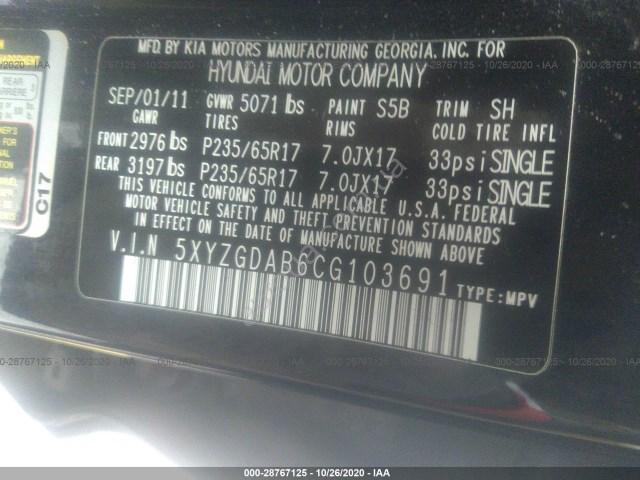 MFD. BY KIA MOTORS MANUFACTURING GEORGIA, INC. FOR
HYUNDAI MOTOR COMPANY
SEP/01/11 GVWR 5071 lbs PAINT S5B TRIM SH
GAWR TIRES RIMS COLD TIRE INFL
FRONT 2976 lbs P235/65R17 7.0JX17 33psi SINGLE
REAR 3197 lbs P235/65R17 7.0JX17 33psi SINGLE
THIS VEHICLE CONFORMS TO ALL APPLICABLE U.S.A. FEDERAL
MOTOR VEHICLE SAFETY AND THEFT PREVENTION STANDARDS
IN EFFECT ON THE DATE OF MANUFACTURE SHOWN ABOVE
V.I.N 5XYZGDAB6CG103691 TYPE:MPV
C17
000-28767125 • 10/26/2020 - IAA